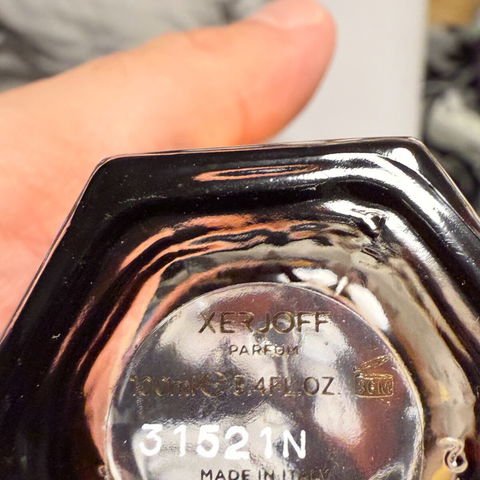 XERJOFF
PARFUM
100ml ℮ 3.4FL.OZ.
31521N
MADE IN ITALY